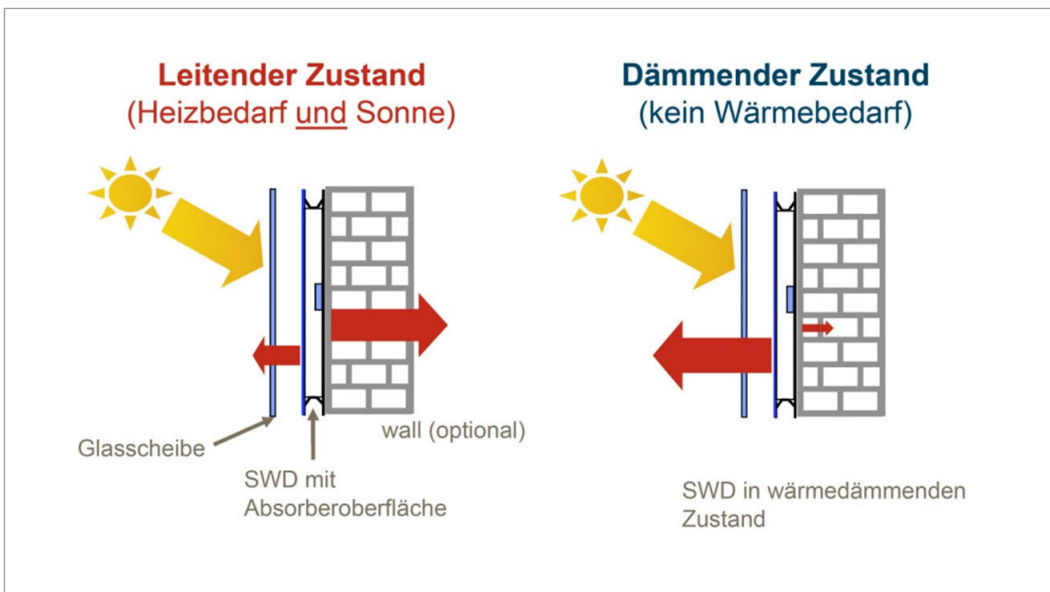 Leitender Zustand
(Heizbedarf und Sonne)
Dämmender Zustand
(kein Wärmebedarf)
Glasscheibe
wall (optional)
SWD mit
Absorberoberfläche
SWD in wärmedämmenden
Zustand